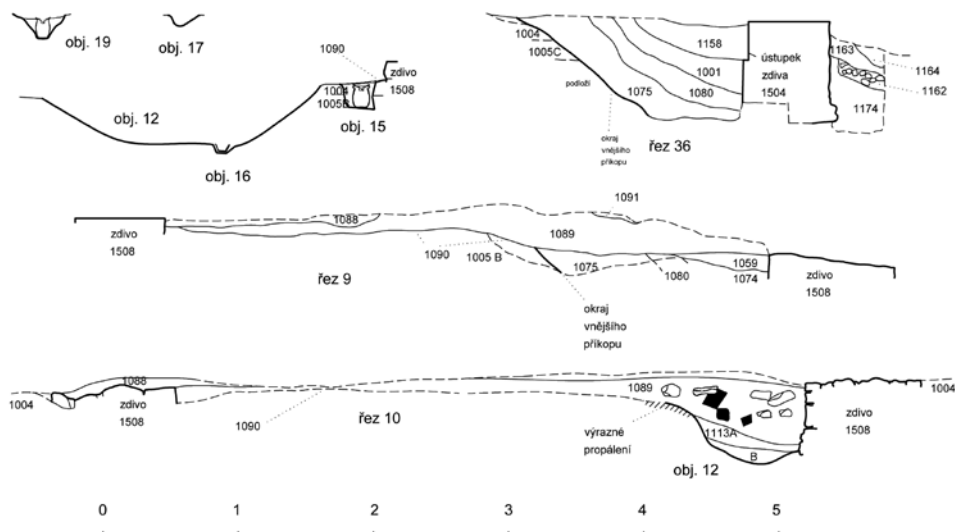 obj. 19
obj. 17
1090
zdivo
1508
1004
1005B
obj. 15
obj. 12
obj. 16
1004
1005C
1158
ústupek
zdiva
1504
1001
1080
1075
podloží
1163
1164
1162
1174
okraj
vnějšího
příkopu
řez 36
1091
1088
zdivo
1508
1089
1090
1005 B
1075
1080
1059
1074
zdivo
1508
řez 9
okraj
vnějšího
příkopu
1088
1004
zdivo
1508
1090
řez 10
1089
výrazné
propálení
1113A
B
obj. 12
zdivo
1508
1004
0 1 2 3 4 5